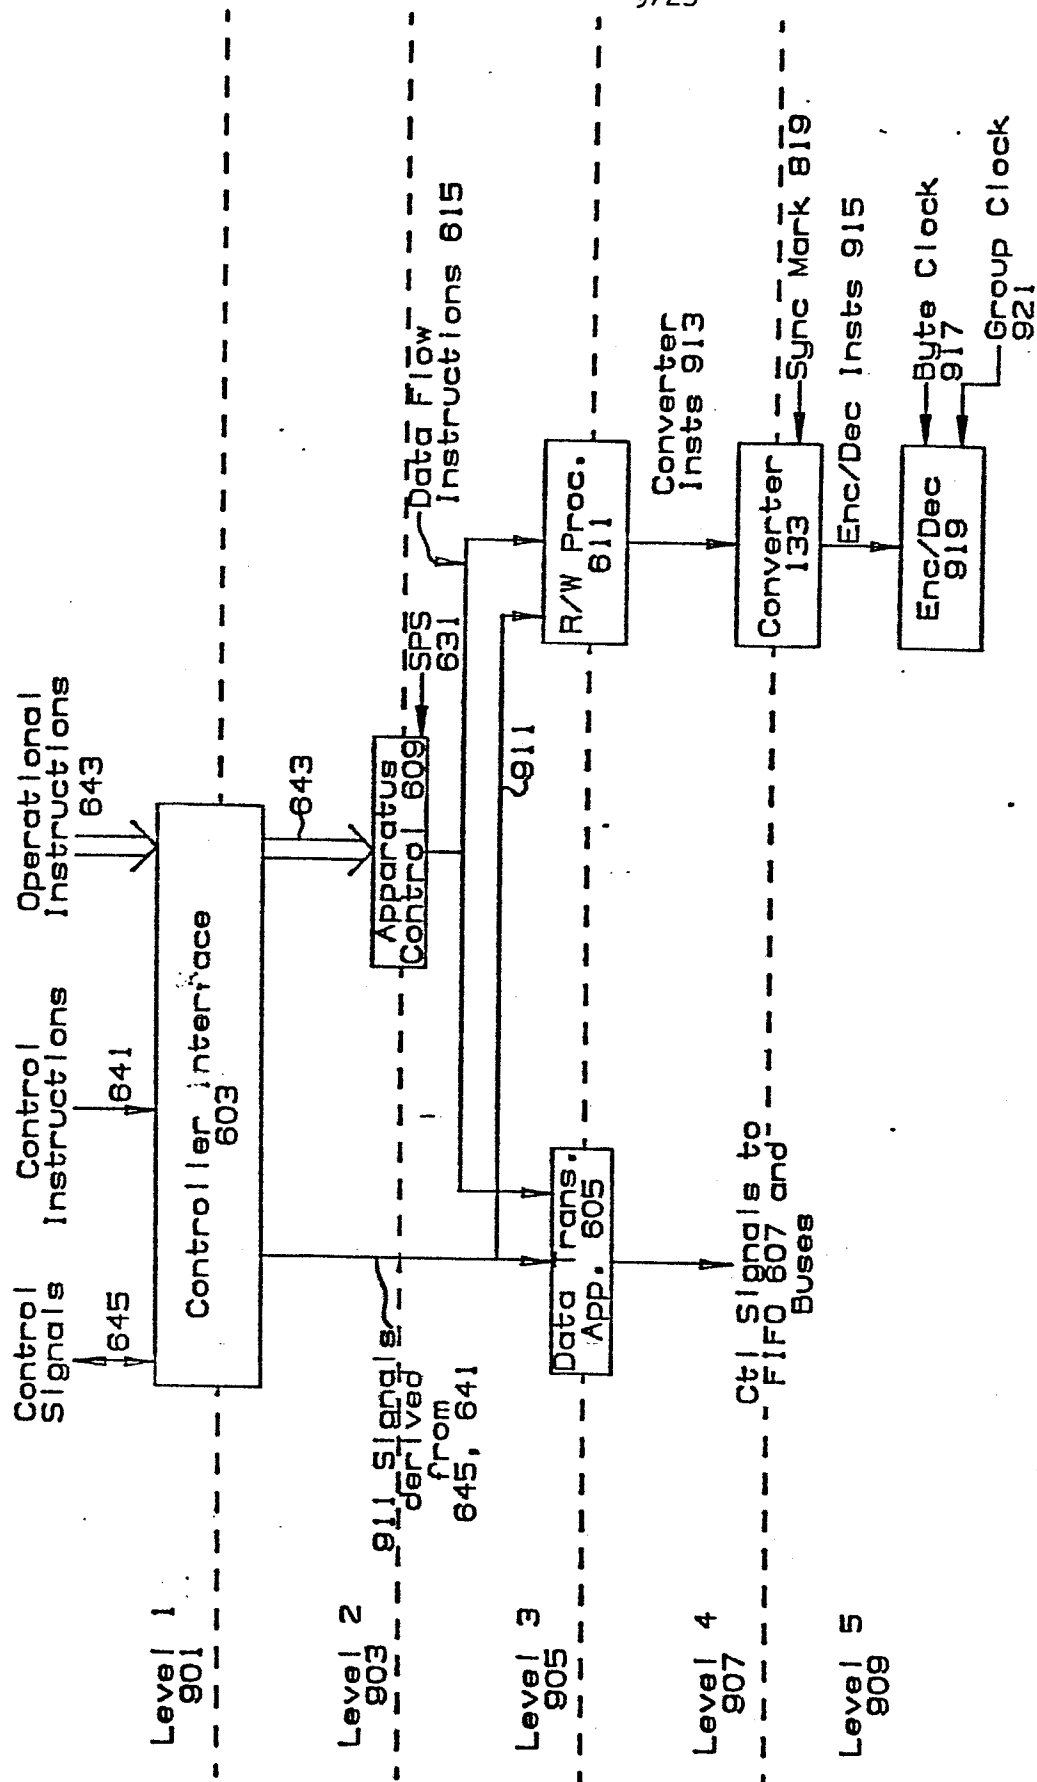 9/23
Control
Signals
645
Control
Instructions
641
Operational
Instructions
643
Level 1
901
Controller Interface
603
643
Level 2
903
911 Signals
derived
from
645, 641
Apparatus
Control 609
SPS
631
Data Flow
Instructions 615
911
Level 3
905
Data Trans.
App. 605
R/W Proc.
611
Converter
Insts 913
Level 4
907
Ctl Signals to
FIFO 607 and
Buses
Converter
133
Sync Mark 819
Enc/Dec Insts 915
Level 5
909
Enc/Dec
919
Byte Clock
917
Group Clock
921